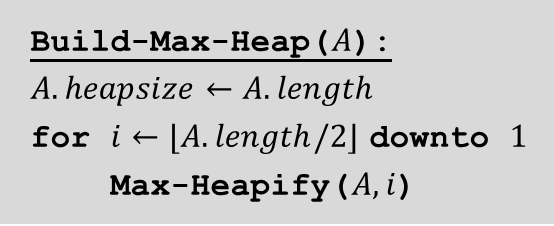 Build-Max-Heap(A):
A.heapsize ← A.length
for i ← ⌊A.length/2⌋ downto 1
Max-Heapify(A,i)